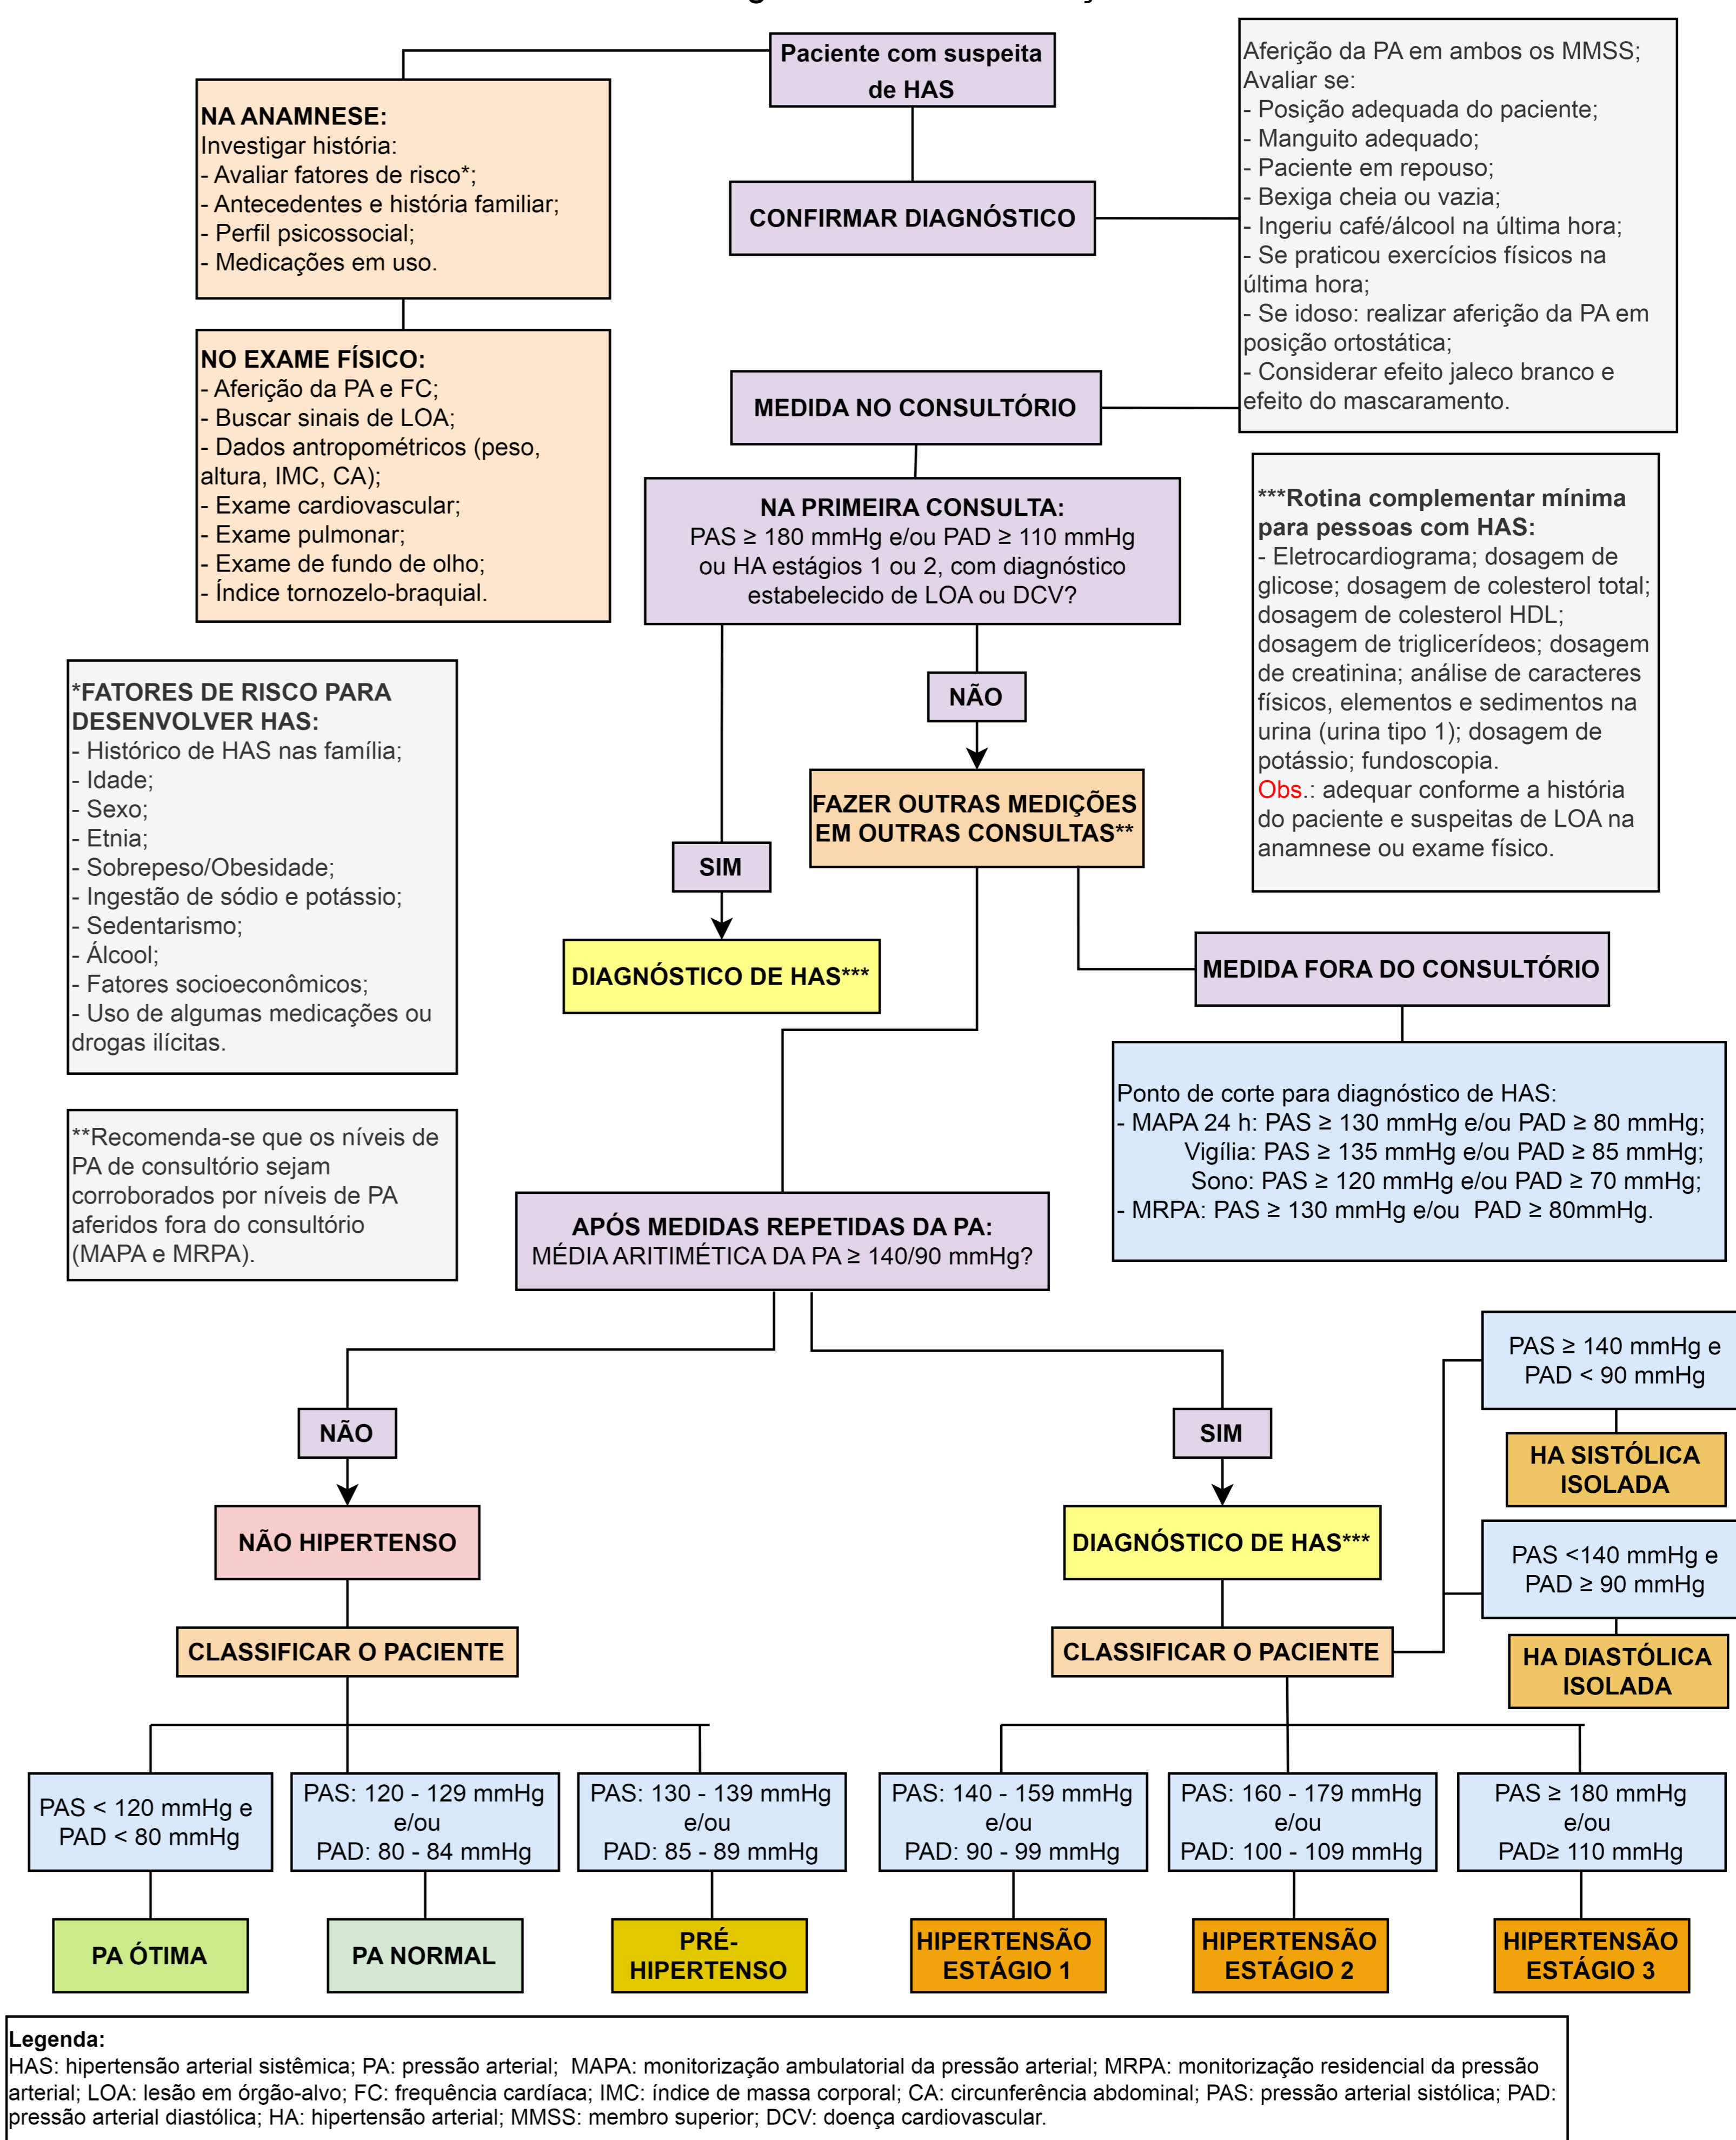 Paciente com suspeita
de HAS
NA ANAMNESE:
Investigar história:
- Avaliar fatores de risco*;
- Antecedentes e história familiar;
- Perfil psicossocial;
- Medicações em uso.
Aferição da PA em ambos os MMSS;
Avaliar se:
- Posição adequada do paciente;
- Manguito adequado;
- Paciente em repouso;
- Bexiga cheia ou vazia;
- Ingeriu café/álcool na última hora;
- Se praticou exercícios físicos na
última hora;
- Se idoso: realizar aferição da PA em
posição ortostática;
- Considerar efeito jaleco branco e
efeito do mascaramento.
CONFIRMAR DIAGNÓSTICO
NO EXAME FÍSICO:
- Aferição da PA e FC;
- Buscar sinais de LOA;
- Dados antropométricos (peso,
altura, IMC, CA);
- Exame cardiovascular;
- Exame pulmonar;
- Exame de fundo de olho;
- Índice tornozelo-braquial.
MEDIDA NO CONSULTÓRIO
NA PRIMEIRA CONSULTA:
PAS ≥ 180 mmHg e/ou PAD ≥ 110 mmHg
ou HA estágios 1 ou 2, com diagnóstico
estabelecido de LOA ou DCV?
***Rotina complementar mínima
para pessoas com HAS:
- Eletrocardiograma; dosagem de
glicose; dosagem de colesterol total;
dosagem de colesterol HDL;
dosagem de triglicerídeos; dosagem
de creatinina; análise de caracteres
físicos, elementos e sedimentos na
urina (urina tipo 1); dosagem de
potássio; fundoscopia.
Obs.: adequar conforme a história
do paciente e suspeitas de LOA na
anamnese ou exame físico.
*FATORES DE RISCO PARA
DESENVOLVER HAS:
- Histórico de HAS nas família;
- Idade;
- Sexo;
- Etnia;
- Sobrepeso/Obesidade;
- Ingestão de sódio e potássio;
- Sedentarismo;
- Álcool;
- Fatores socioeconômicos;
- Uso de algumas medicações ou
drogas ilícitas.
NÃO
FAZER OUTRAS MEDIÇÕES
EM OUTRAS CONSULTAS**
SIM
DIAGNÓSTICO DE HAS***
MEDIDA FORA DO CONSULTÓRIO
Ponto de corte para diagnóstico de HAS:
- MAPA 24 h: PAS ≥ 130 mmHg e/ou PAD ≥ 80 mmHg;
Vigília: PAS ≥ 135 mmHg e/ou PAD ≥ 85 mmHg;
Sono: PAS ≥ 120 mmHg e/ou PAD ≥ 70 mmHg;
- MRPA: PAS ≥ 130 mmHg e/ou PAD ≥ 80mmHg.
**Recomenda-se que os níveis de
PA de consultório sejam
corroborados por níveis de PA
aferidos fora do consultório
(MAPA e MRPA).
APÓS MEDIDAS REPETIDAS DA PA:
MÉDIA ARITIMÉTICA DA PA ≥ 140/90 mmHg?
NÃO
SIM
PAS ≥ 140 mmHg e
PAD < 90 mmHg
HA SISTÓLICA
ISOLADA
NÃO HIPERTENSO
DIAGNÓSTICO DE HAS***
PAS <140 mmHg e
PAD ≥ 90 mmHg
HA DIASTÓLICA
ISOLADA
CLASSIFICAR O PACIENTE
CLASSIFICAR O PACIENTE
PAS < 120 mmHg e
PAD < 80 mmHg
PAS: 120 - 129 mmHg
e/ou
PAD: 80 - 84 mmHg
PAS: 130 - 139 mmHg
e/ou
PAD: 85 - 89 mmHg
PAS: 140 - 159 mmHg
e/ou
PAD: 90 - 99 mmHg
PAS: 160 - 179 mmHg
e/ou
PAD: 100 - 109 mmHg
PAS ≥ 180 mmHg
e/ou
PAD≥ 110 mmHg
PA ÓTIMA
PA NORMAL
PRÉ-
HIPERTENSO
HIPERTENSÃO
ESTÁGIO 1
HIPERTENSÃO
ESTÁGIO 2
HIPERTENSÃO
ESTÁGIO 3
Legenda:
HAS: hipertensão arterial sistêmica; PA: pressão arterial; MAPA: monitorização ambulatorial da pressão arterial; MRPA: monitorização residencial da pressão
arterial; LOA: lesão em órgão-alvo; FC: frequência cardíaca; IMC: índice de massa corporal; CA: circunferência abdominal; PAS: pressão arterial sistólica; PAD:
pressão arterial diastólica; HA: hipertensão arterial; MMSS: membro superior; DCV: doença cardiovascular.